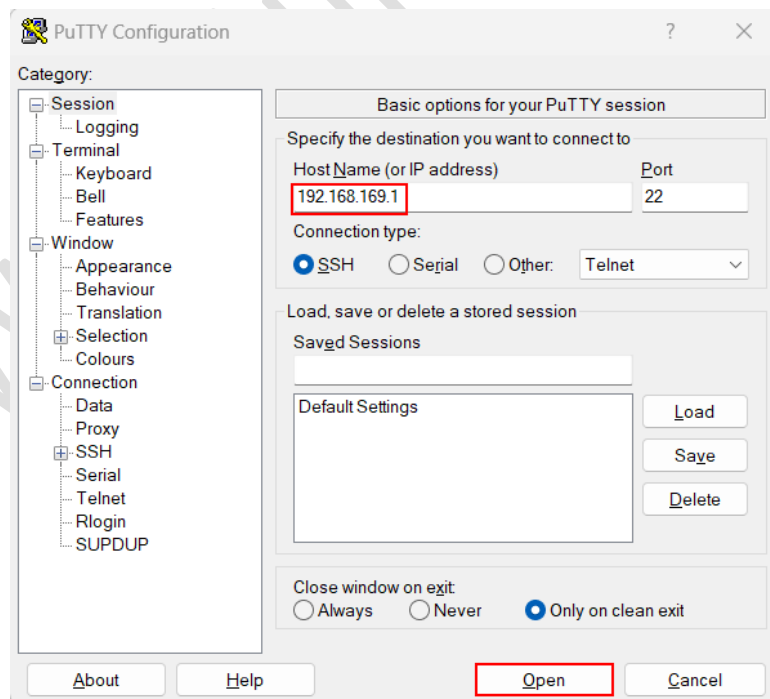 PuTTY Configuration ? ×
Category:
Session
Logging
Terminal
Keyboard
Bell
Features
Window
Appearance
Behaviour
Translation
Selection
Colours
Connection
Data
Proxy
SSH
Serial
Telnet
Rlogin
SUPDUP
Basic options for your PuTTY session
Specify the destination you want to connect to
Host Name (or IP address) Port
192.168.169.1 22
Connection type:
SSH Serial Other: Telnet
Load, save or delete a stored session
Saved Sessions
Default Settings
Load
Save
Delete
Close window on exit:
Always Never Only on clean exit
About Help Open Cancel